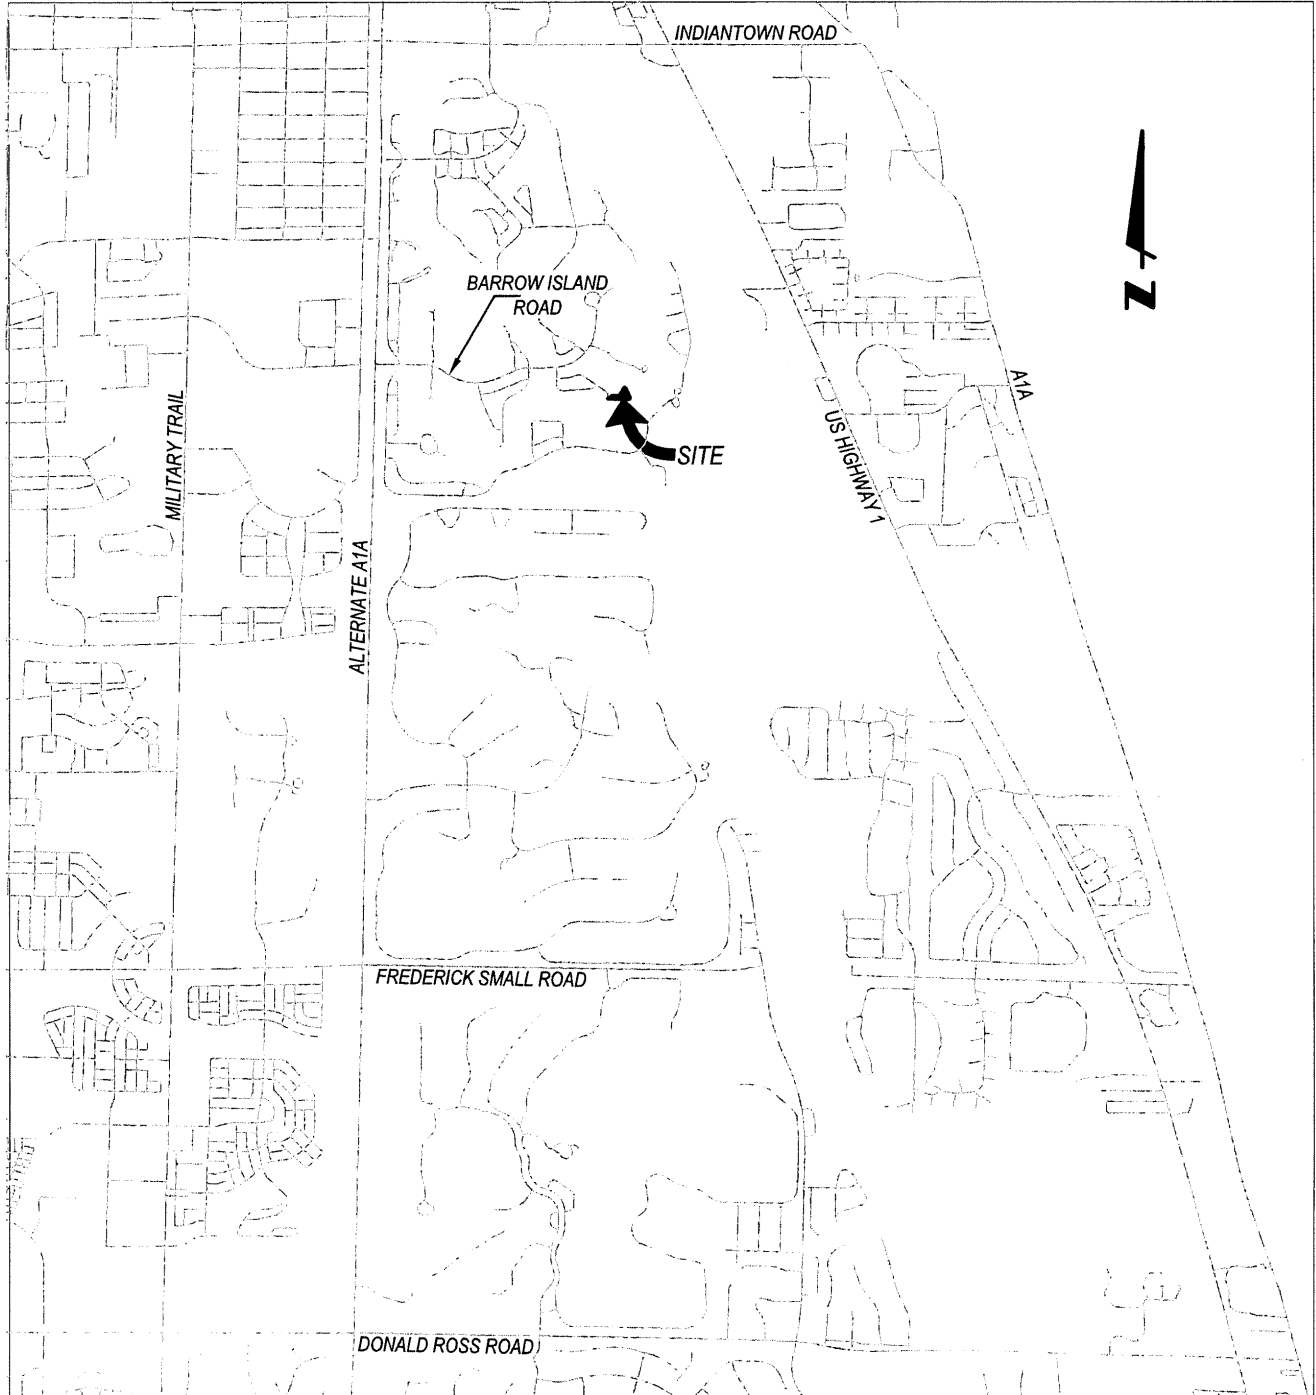 INDIANTOWN ROAD
BARROW ISLAND
ROAD
A1A
MILITARY TRAIL
US HIGHWAY 1
SITE
N
ALTERNATE A1A
FREDERICK SMALL ROAD
DONALD ROSS ROAD